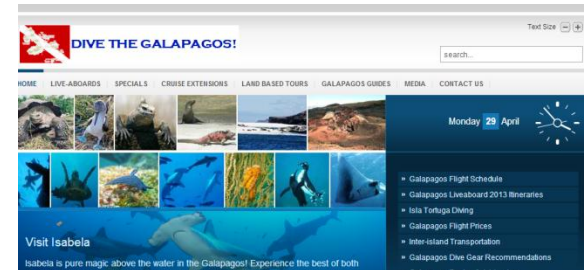 Text Size
DIVE THE GALAPAGOS!
search...
HOME LIVE-ABOARDS SPECIALS CRUISE EXTENSIONS LAND BASED TOURS GALAPAGOS GUIDES MEDIA CONTACT US
Monday 29 April
» Galapagos Flight Schedule
» Galapagos Liveaboard 2013 Itineraries
» Isla Tortuga Diving
» Galapagos Flight Prices
» Inter-island Transportation
» Galapagos Dive Gear Recommendations
Visit Isabela
Isabela is pure magic above the water in the Galapagos! Experience the best of both